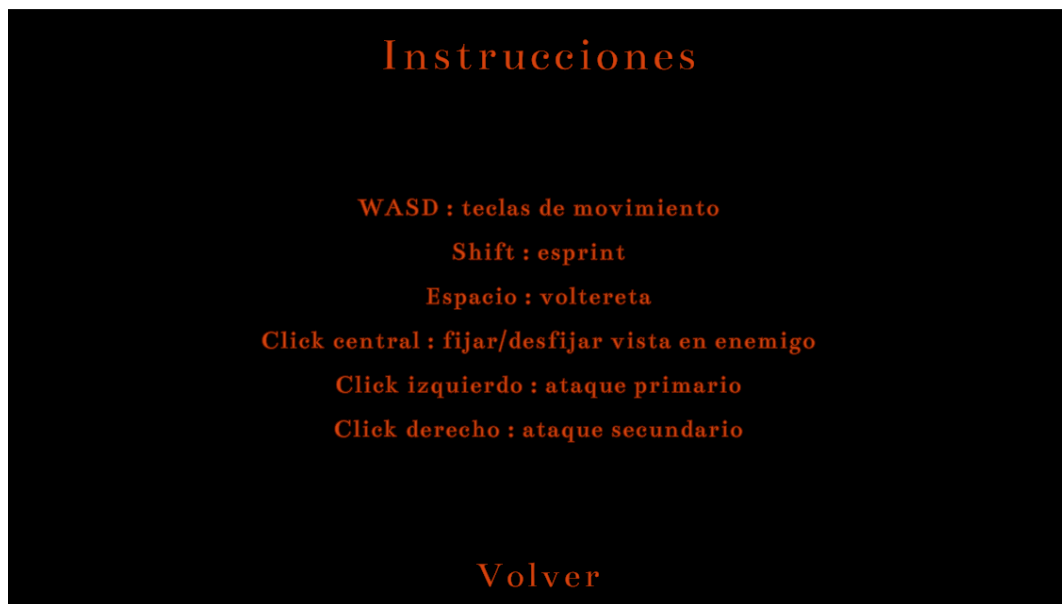 Instrucciones
WASD : teclas de movimiento
Shift : esprint
Espacio : voltereta
Click central : fijar/desfijar vista en enemigo
Click izquierdo : ataque primario
Click derecho : ataque secundario
Volver